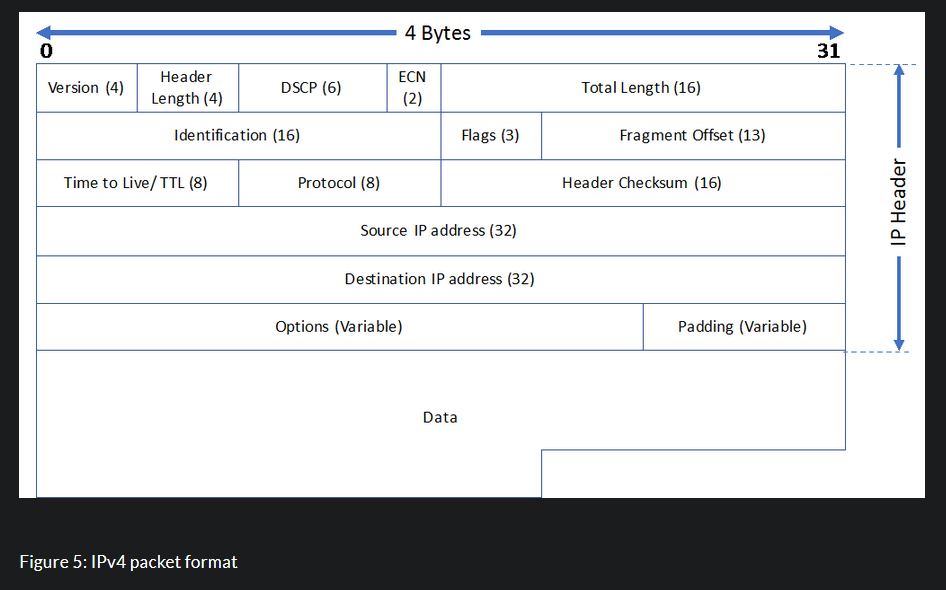 4 Bytes
0 31
Version (4) Header Length (4) DSCP (6) ECN (2) Total Length (16)
Identification (16) Flags (3) Fragment Offset (13)
Time to Live/ TTL (8) Protocol (8) Header Checksum (16)
Source IP address (32)
Destination IP address (32)
Options (Variable) Padding (Variable)
IP Header
Data
Figure 5: IPv4 packet format